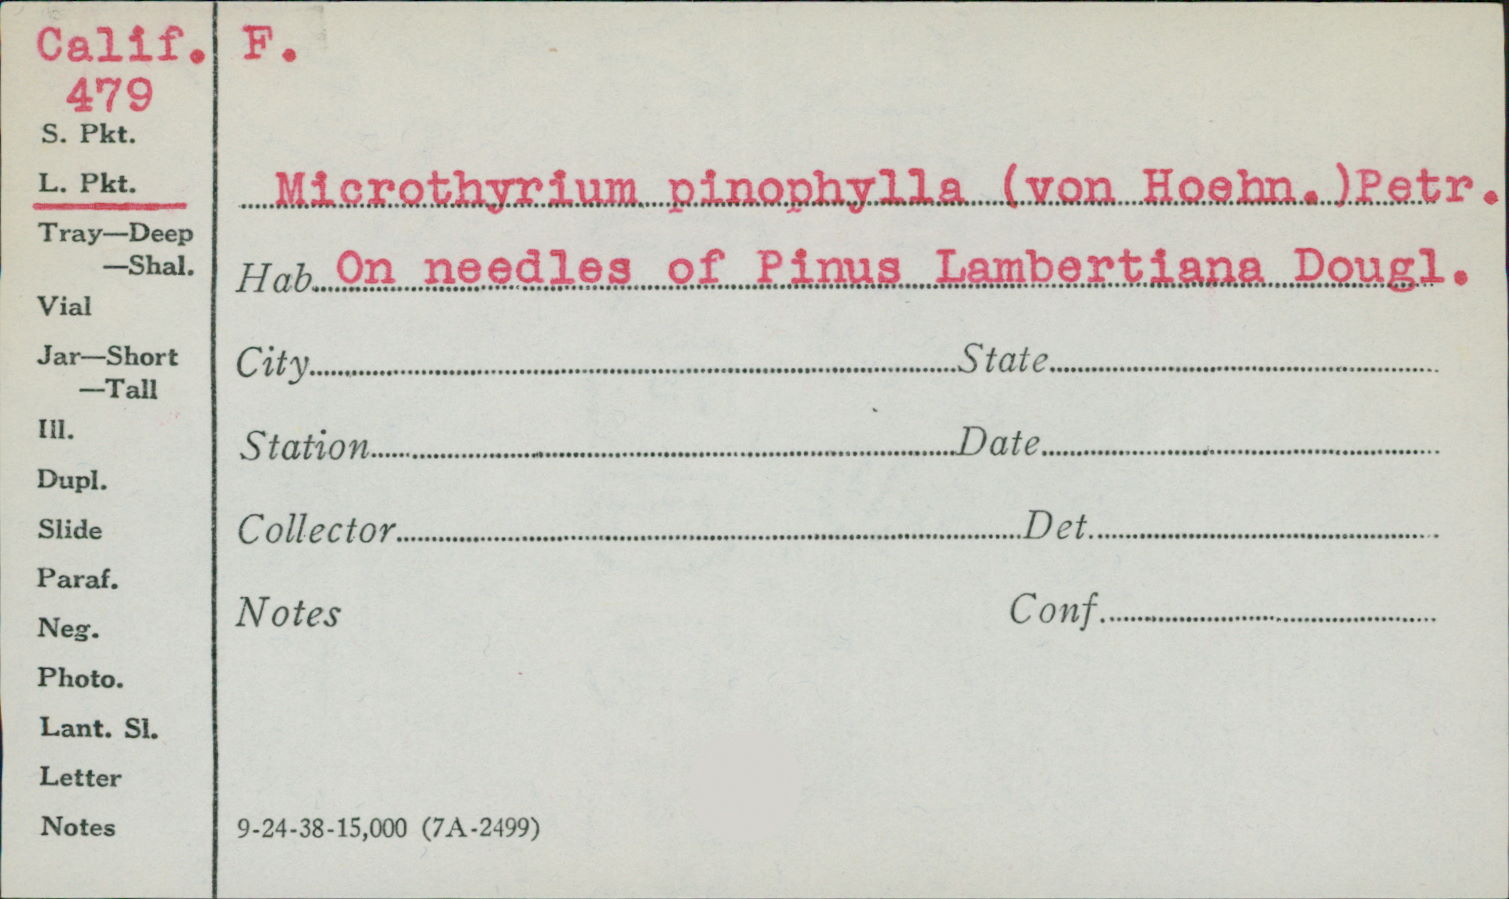 Calif. F.
479
S. Pkt.
L. Pkt.
Microthyrium pinophylla (von Hoehn.)Petr.
Tray—Deep
—Shal.
Hab. On needles of Pinus Lambertiana Dougl.
Vial
Jar—Short
—Tall
City State
Ill.
Station Date
Dupl.
Slide
Collector Det.
Paraf.
Neg.
Notes Conf.
Photo.
Lant. Sl.
Letter
Notes
9-24-38-15,000 (7A-2499)